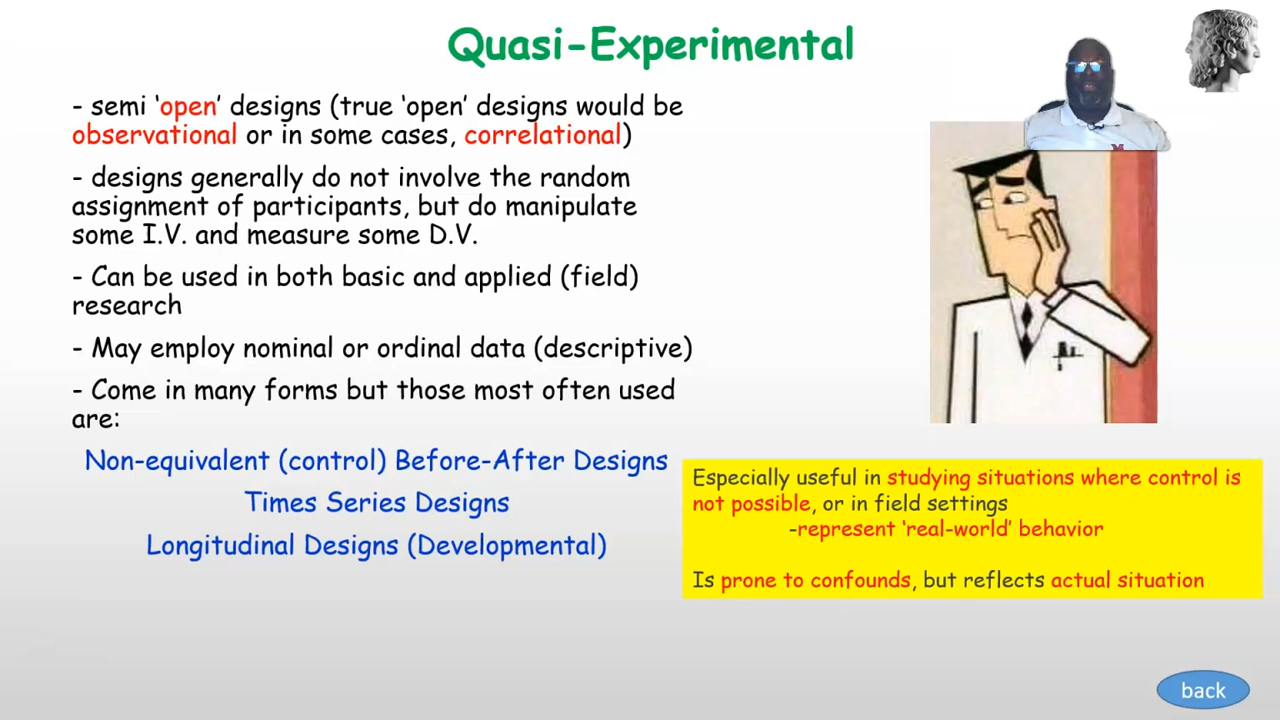 Quasi-Experimental
- semi ‘open’ designs (true ‘open’ designs would be
observational or in some cases, correlational)
- designs generally do not involve the random
assignment of participants, but do manipulate
some I.V. and measure some D.V.
- Can be used in both basic and applied (field)
research
- May employ nominal or ordinal data (descriptive)
- Come in many forms but those most often used
are:
Non-equivalent (control) Before-After Designs
Times Series Designs
Longitudinal Designs (Developmental)
Especially useful in studying situations where control is
not possible, or in field settings
-represent ‘real-world’ behavior
Is prone to confounds, but reflects actual situation
back